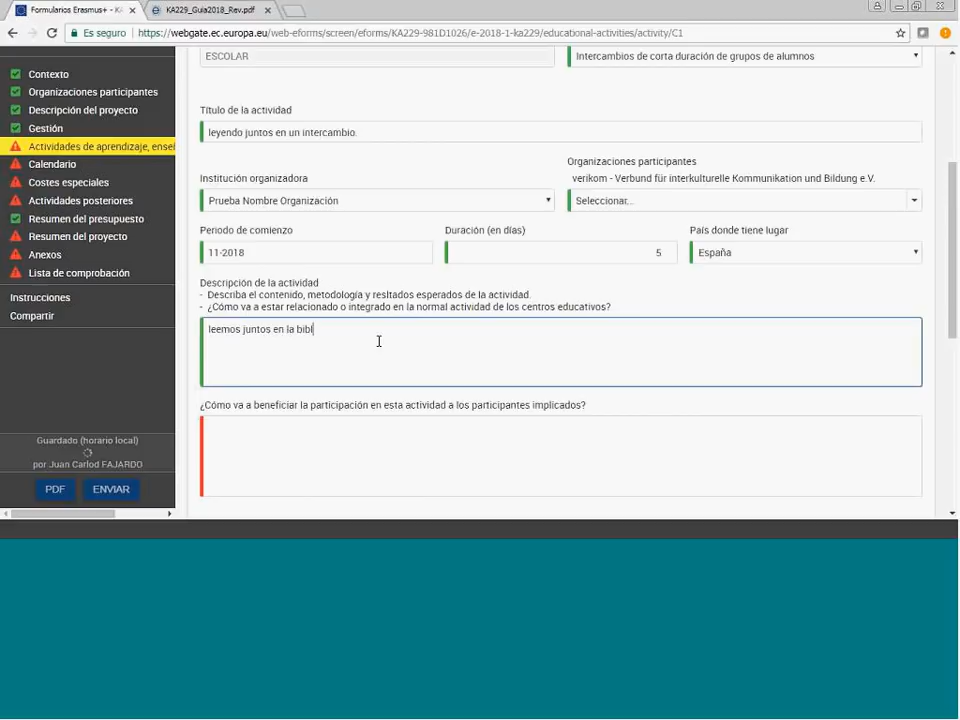 Formularios Erasmus+ - KA
KA229_Guia2018_Rev.pdf
Es seguro
https://webgate.ec.europa.eu/web-eforms/screen/eforms/KA229-981D1026/e-2018-1-ka229/educational-activities/activity/C1
Contexto
Organizaciones participantes
Descripción del proyecto
Gestión
Actividades de aprendizaje, ense
Calendario
Costes especiales
Actividades posteriores
Resumen del presupuesto
Resumen del proyecto
Anexos
Lista de comprobación
Instrucciones
Compartir
Guardado (horario local)
por Juan Carlod FAJARDO
PDF
ENVIAR
ESCOLAR
Intercambios de corta duración de grupos de alumnos
Título de la actividad
leyendo juntos en un intercambio.
Institución organizadora
Prueba Nombre Organización
Organizaciones participantes
verikom - Verbund für interkulturelle Kommunikation und Bildung e.V.
Seleccionar...
Periodo de comienzo
11-2018
Duración (en días)
5
País donde tiene lugar
España
Descripción de la actividad
- Describa el contenido, metodología y resltados esperados de la actividad.
- ¿Cómo va a estar relacionado o integrado en la normal actividad de los centros educativos?
leemos juntos en la bibl
¿Cómo va a beneficiar la participación en esta actividad a los participantes implicados?